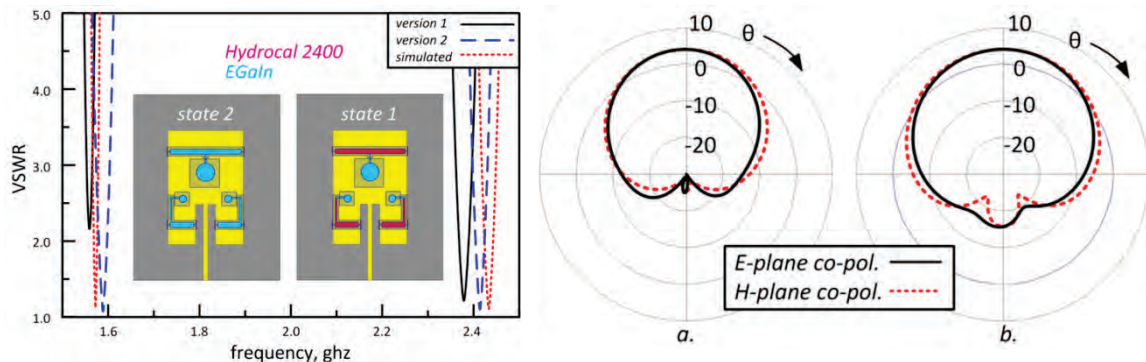 5.0
4.0
3.0
2.0
1.0
VSWR
1.6
1.8
2.0
2.2
2.4
frequency, ghz
version 1
version 2
simulated
Hydrocal 2400
EGaIn
state 2
state 1
10
0
-10
-20
θ
a.
10
0
-10
-20
θ
b.
E-plane co-pol.
H-plane co-pol.